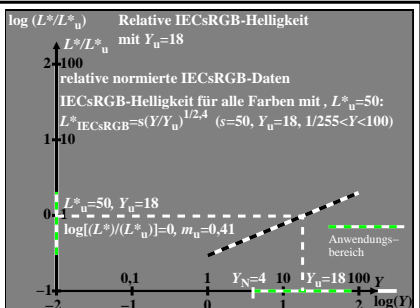 log (L*/L*u) Relative IECsRGB-Helligkeit
L*/L*u mit Yu=18
2 100
relative normierte IECsRGB-Daten
IECsRGB-Helligkeit für alle Farben mit , L*u=50:
L*IECsRGB=s(Y/Yu)1/2,4 (s=50, Yu=18, 1/255<Y<100)
1 10
L*u=50, Yu=18
0 1
log[(L*)/(L*u)]=0, mu=0,41
Anwendungs–
bereich
YN=4 Yu=18
−1 0,1 1 10 100 Y
−2 −1 0 1 2 log(Y)